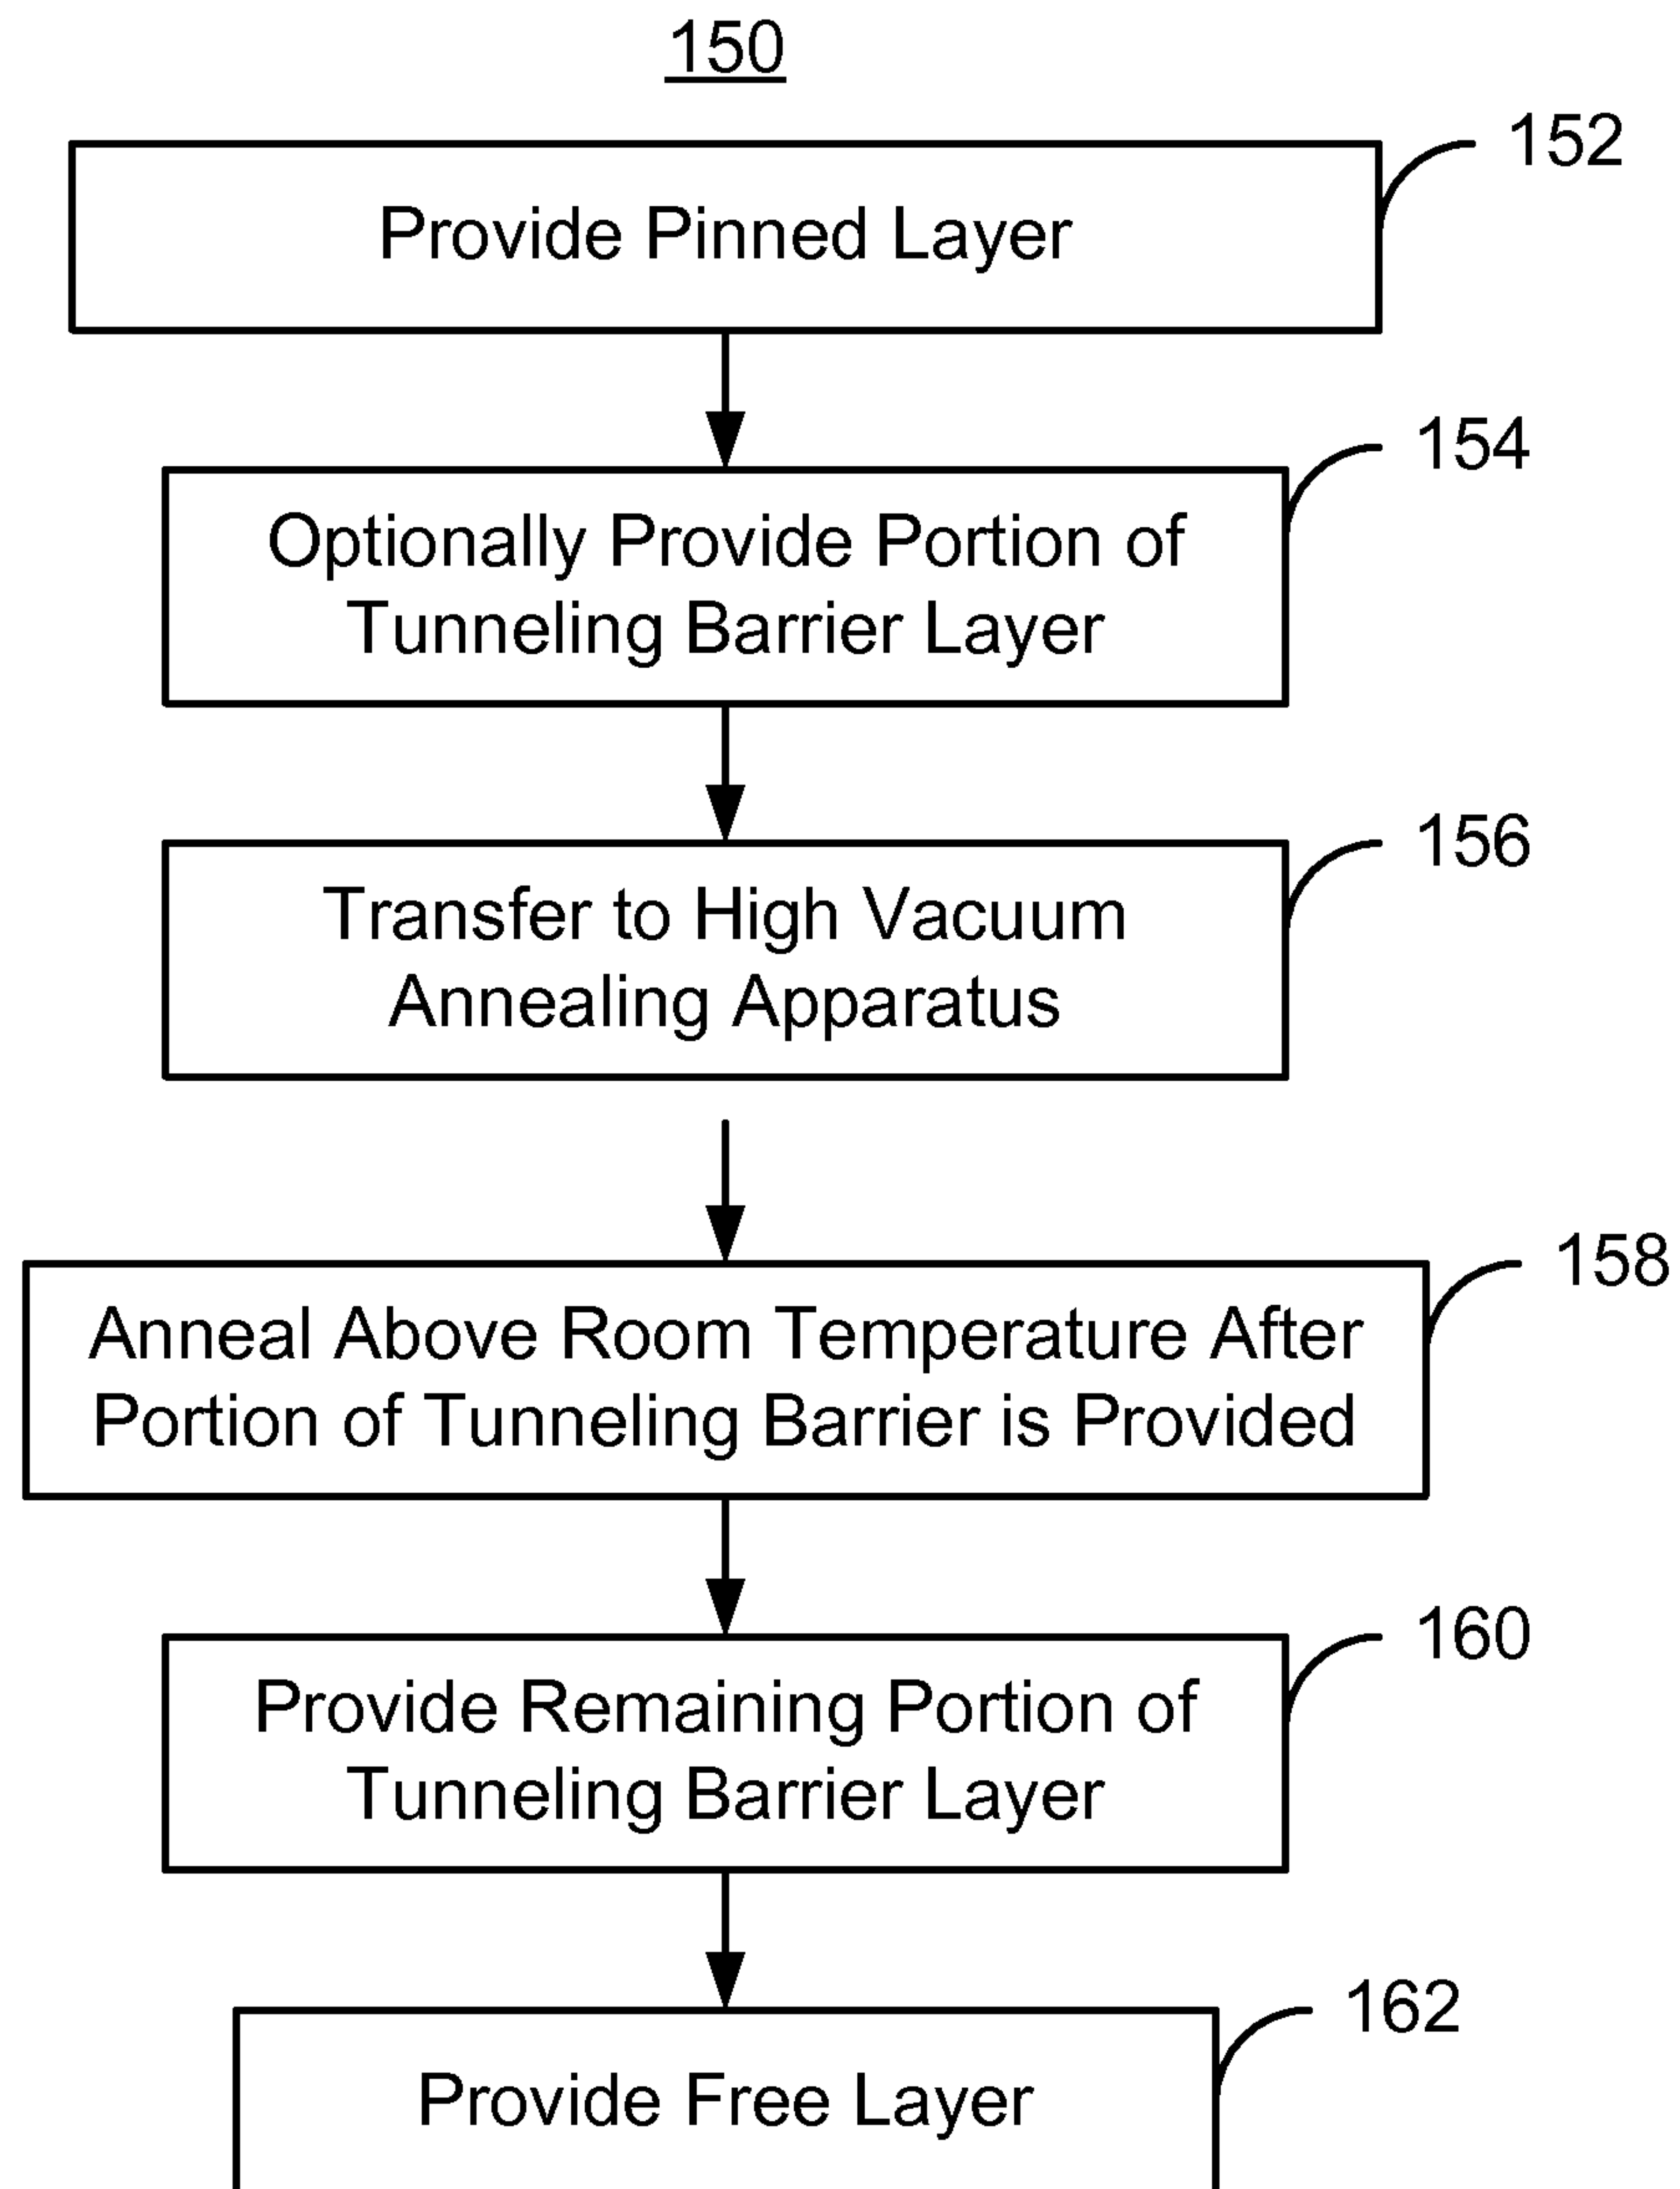 150
152
Provide Pinned Layer
154
Optionally Provide Portion of
Tunneling Barrier Layer
156
Transfer to High Vacuum
Annealing Apparatus
158
Anneal Above Room Temperature After
Portion of Tunneling Barrier is Provided
160
Provide Remaining Portion of
Tunneling Barrier Layer
162
Provide Free Layer